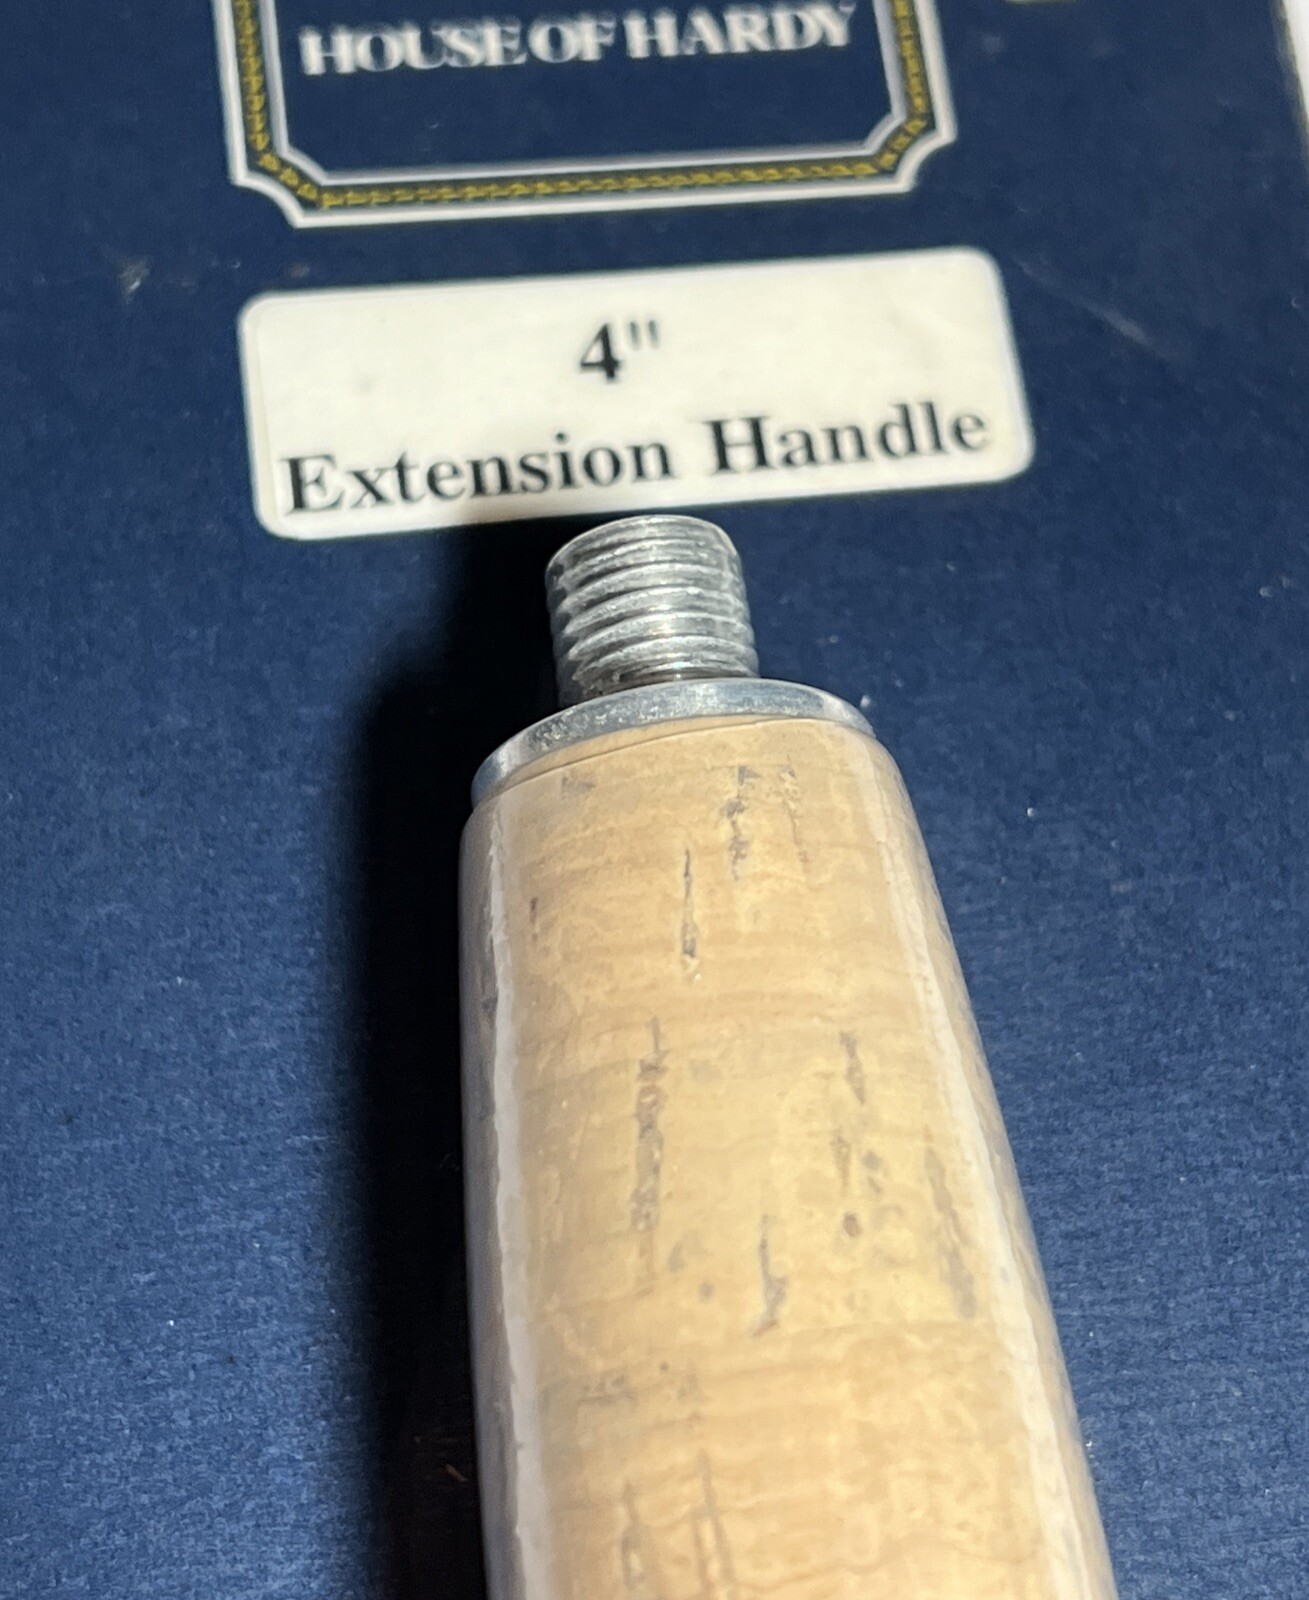 HOUSE OF HARDY
4"
Extension Handle